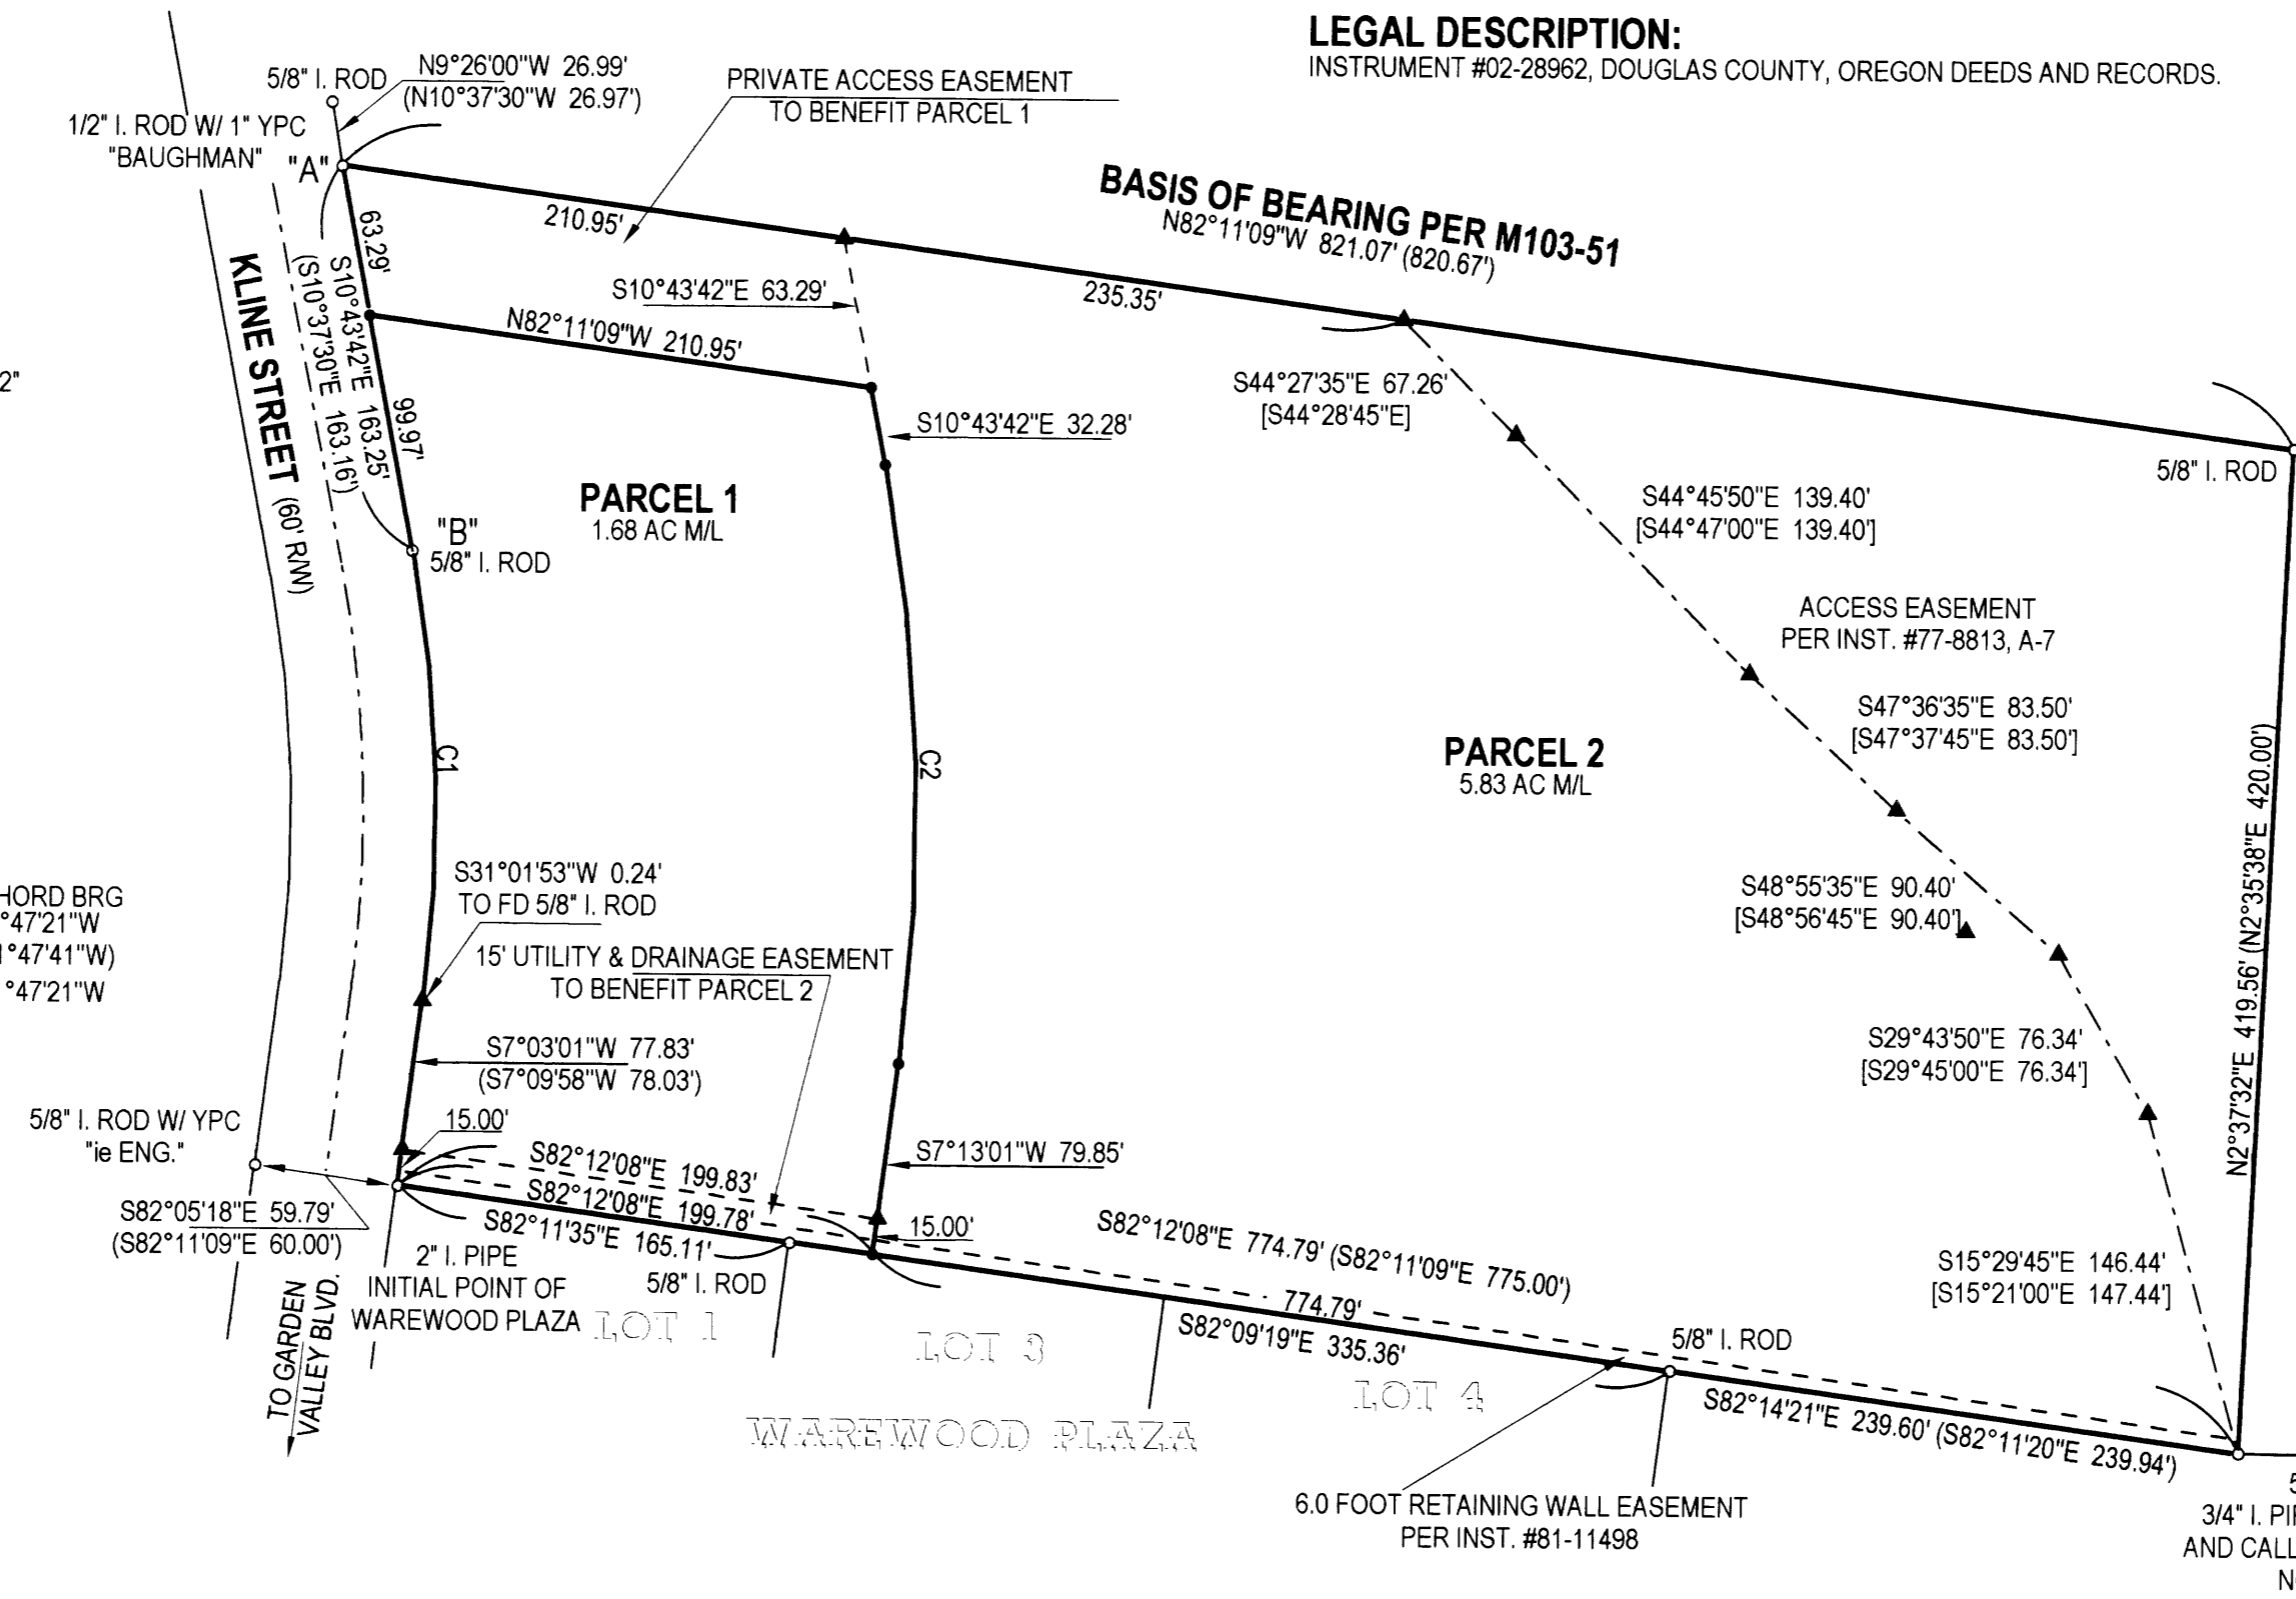 LEGAL DESCRIPTION:
INSTRUMENT #02-28962, DOUGLAS COUNTY, OREGON DEEDS AND RECORDS.
N9°26'00"W 26.99'
5/8" I. ROD
(N10°37'30"W 26.97')
1/2" I. ROD W/ 1" YPC
"BAUGHMAN"
"A"
PRIVATE ACCESS EASEMENT
TO BENEFIT PARCEL 1
BASIS OF BEARING PER M103-51
N82°11'09"W 821.07' (820.67')
210.95'
235.35'
63.29'
S10°43'42"E 163.25'
(S10°37'30"E 163.16')
KLINE STREET (60' R/W)
99.97'
S10°43'42"E 63.29'
N82°11'09"W 210.95'
2"
S10°43'42"E 32.28'
S44°27'35"E 67.26'
[S44°28'45"E]
5/8" I. ROD
PARCEL 1
1.68 AC M/L
"B"
5/8" I. ROD
S44°45'50"E 139.40'
[S44°47'00"E 139.40']
ACCESS EASEMENT
PER INST. #77-8813, A-7
S47°36'35"E 83.50'
[S47°37'45"E 83.50']
C1
C2
PARCEL 2
5.83 AC M/L
N2°37'32"E 419.56' (N2°35'38"E 420.00')
S48°55'35"E 90.40'
[S48°56'45"E 90.40']
HORD BRG
°47'21"W
1°47'41"W)
°47'21"W
S31°01'53"W 0.24'
TO FD 5/8" I. ROD
15' UTILITY & DRAINAGE EASEMENT
TO BENEFIT PARCEL 2
S7°03'01"W 77.83'
(S7°09'58"W 78.03')
S29°43'50"E 76.34'
[S29°45'00"E 76.34']
5/8" I. ROD W/ YPC
"ie ENG."
15.00'
S82°12'08"E 199.83'
S82°12'08"E 199.78'
S82°11'35"E 165.11'
S7°13'01"W 79.85'
15.00'
S82°05'18"E 59.79'
(S82°11'09"E 60.00')
2" I. PIPE
INITIAL POINT OF
WAREWOOD PLAZA
5/8" I. ROD
TO GARDEN
VALLEY BLVD.
S82°12'08"E 774.79' (S82°11'09"E 775.00')
774.79'
S82°09'19"E 335.36'
S15°29'45"E 146.44'
[S15°21'00"E 147.44']
LOT 1
LOT 3
LOT 4
WAREWOOD PLAZA
5/8" I. ROD
S82°14'21"E 239.60' (S82°11'20"E 239.94')
6.0 FOOT RETAINING WALL EASEMENT
PER INST. #81-11498
3/4" I. PI
AND CALL
N